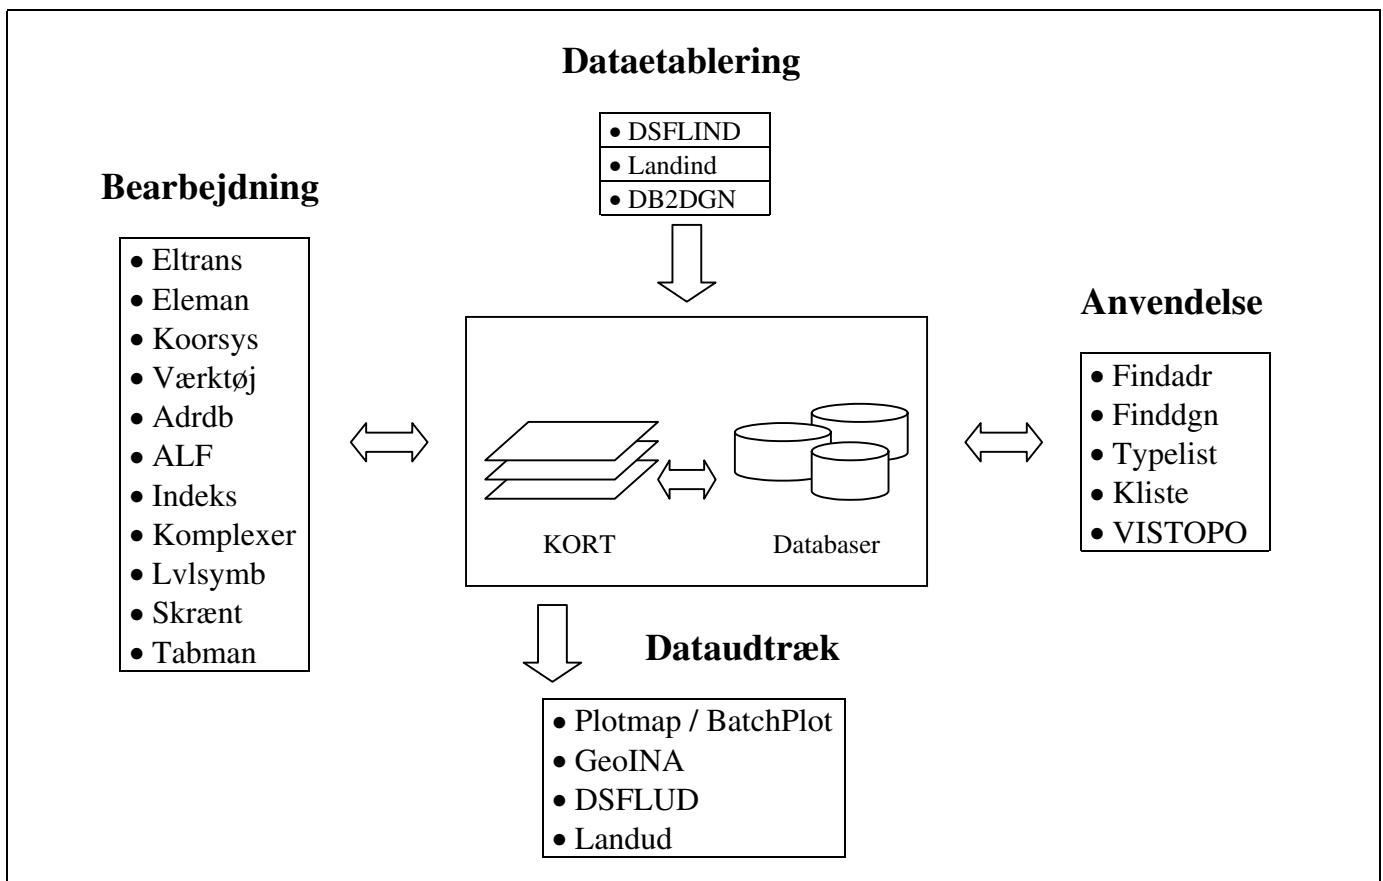 Dataetablering
• DSFLIND
• Landind
• DB2DGN
Bearbejdning
• Eltrans
• Eleman
• Koorsys
• Værktøj
• Adrdb
• ALF
• Indeks
• Komplexer
• Lvlsymb
• Skrænt
• Tabman
KORT
Databaser
Anvendelse
• Findadr
• Finddgn
• Typelist
• Kliste
• VISTOPO
Dataudtræk
• Plotmap / BatchPlot
• GeoINA
• DSFLUD
• Landud